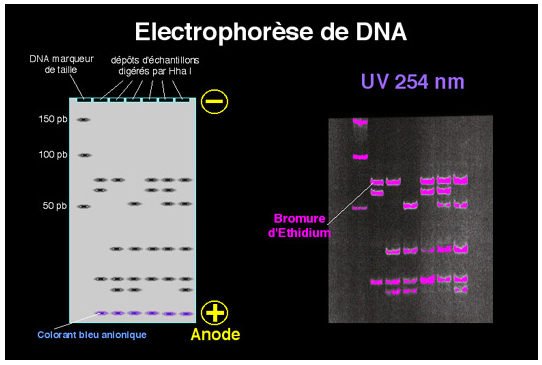 Electrophorèse de DNA
DNA marqueur
de taille
dépôts d'échantillons
digérés par Hha I
UV 254 nm
150 pb
100 pb
50 pb
Bromure
d'Ethidium
Colorant bleu anionique
Anode